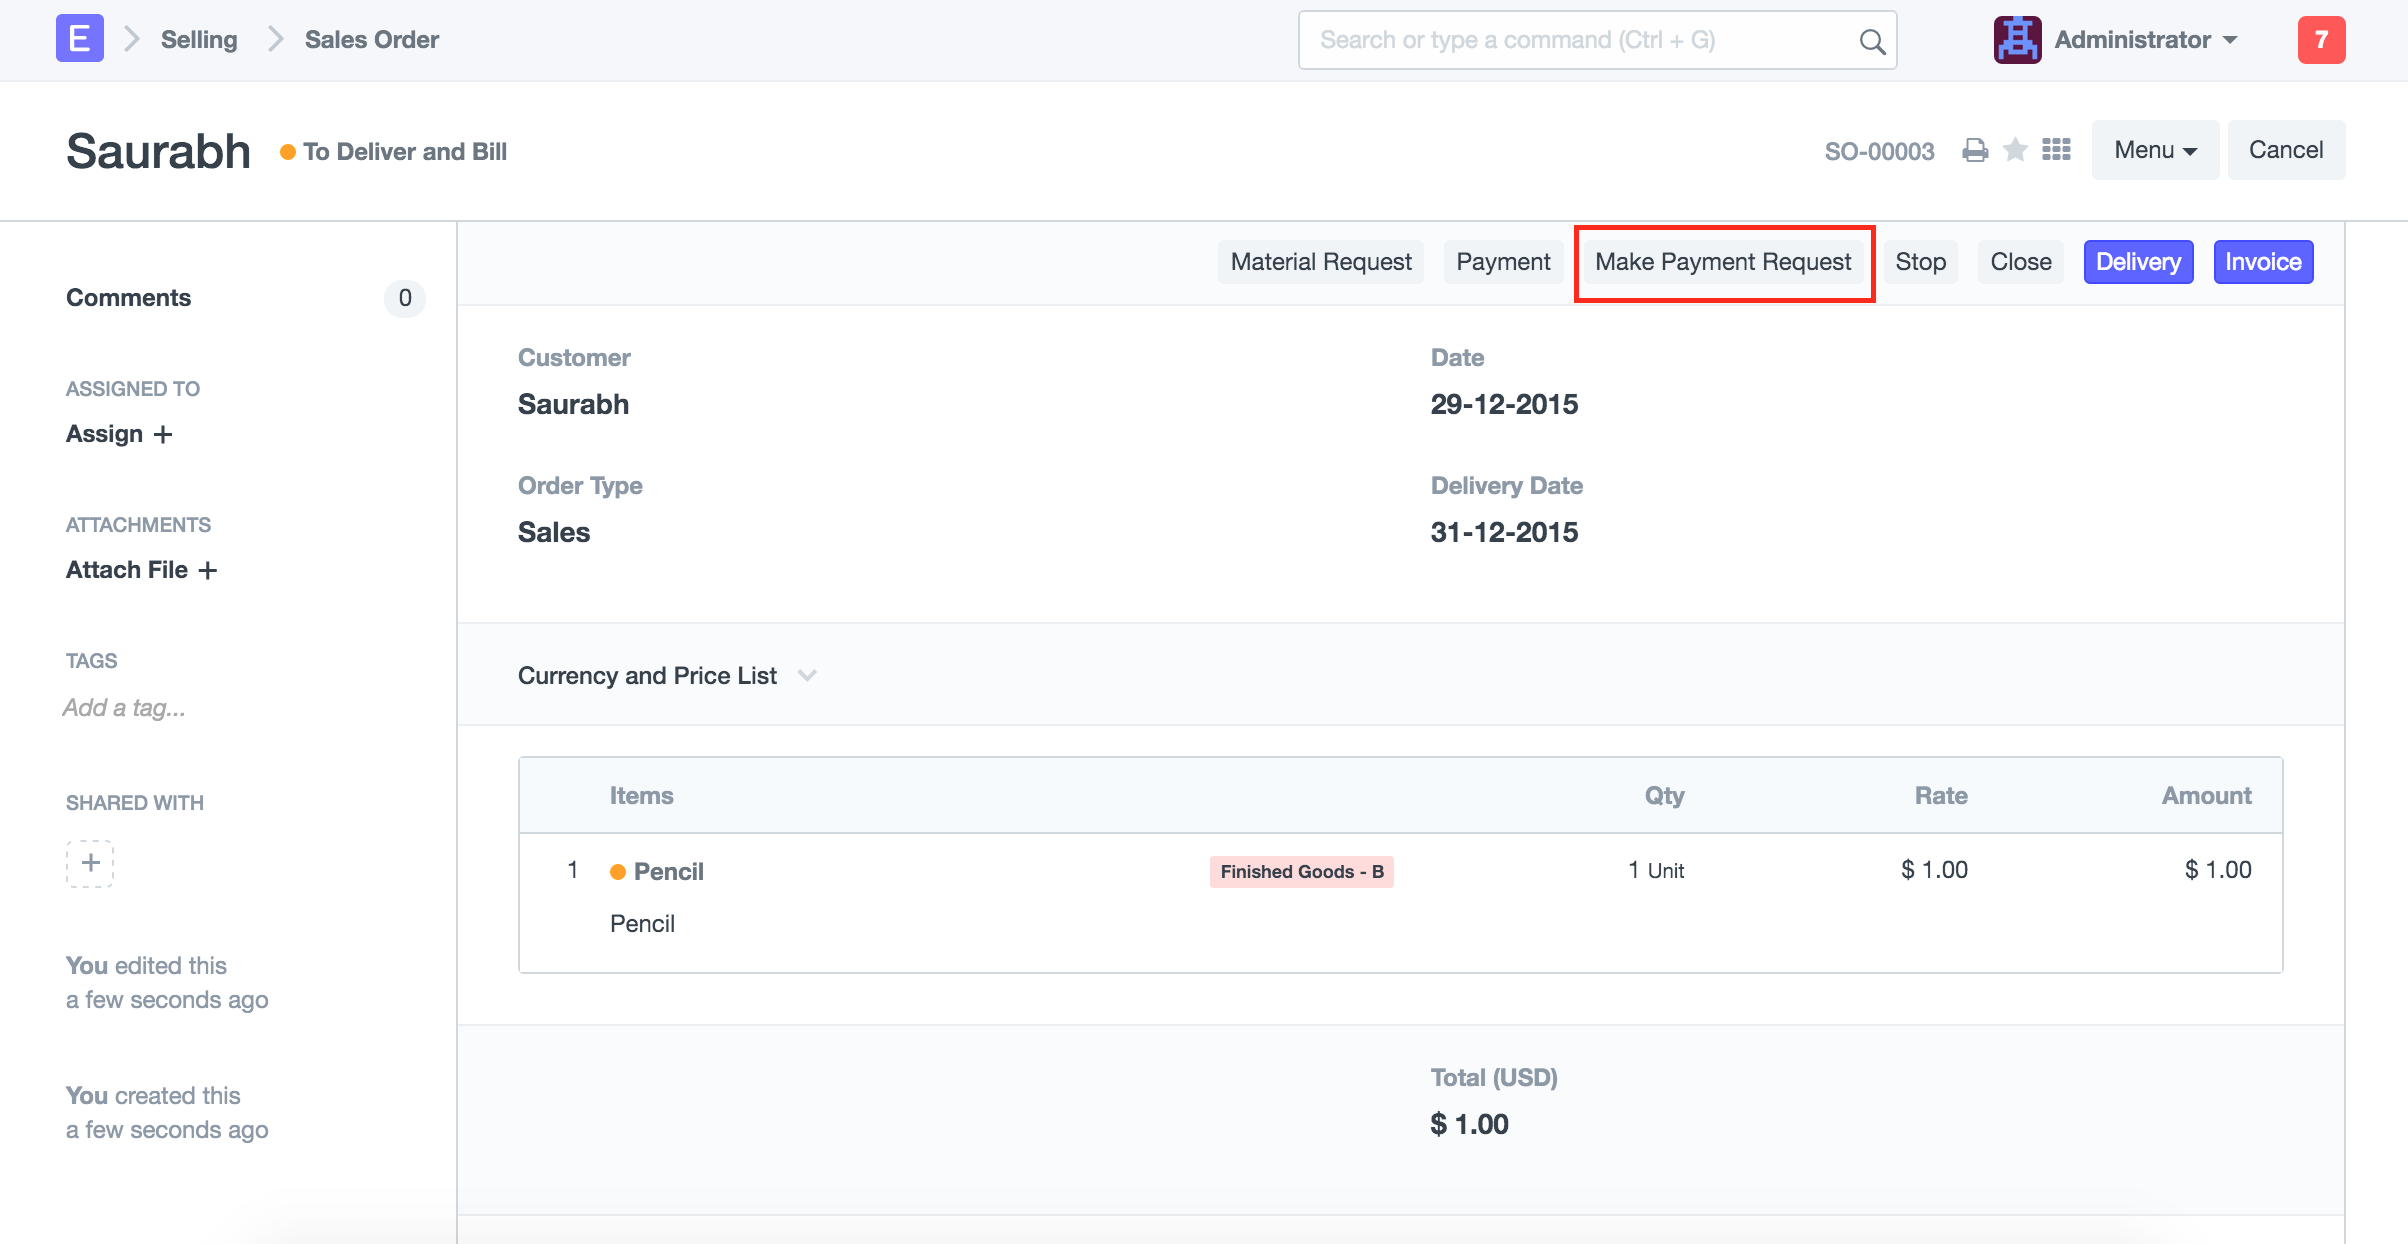 E Selling Sales Order Search or type a command (Ctrl + G) Administrator 7
Saurabh To Deliver and Bill SO-00003 Menu Cancel
Material Request Payment Make Payment Request Stop Close Delivery Invoice
Comments 0
ASSIGNED TO
Assign +
ATTACHMENTS
Attach File +
TAGS
Add a tag...
SHARED WITH
+
You edited this
a few seconds ago
You created this
a few seconds ago
Customer
Saurabh
Date
29-12-2015
Order Type
Sales
Delivery Date
31-12-2015
Currency and Price List
Items Qty Rate Amount
1 Pencil Finished Goods - B 1 Unit $ 1.00 $ 1.00
Pencil
Total (USD)
$ 1.00